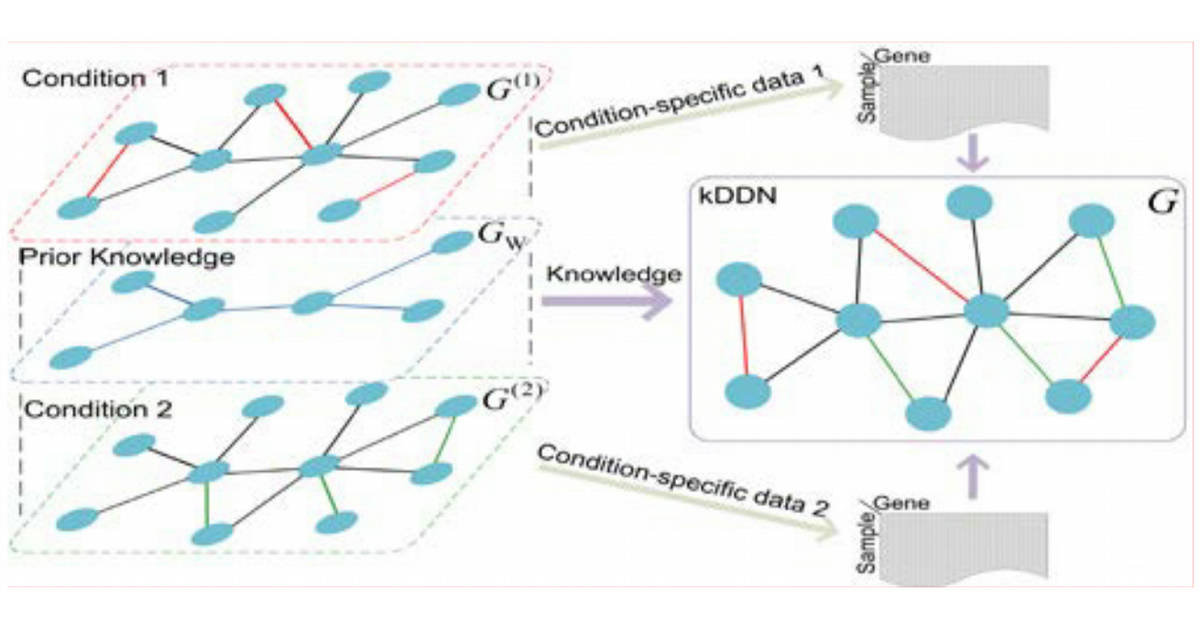 Condition 1
G(1)
Condition-specific data 1
Gene
Sample
Prior Knowledge
GW
Knowledge
kDDN
G
Condition 2
G(2)
Condition-specific data 2
Gene
Sample